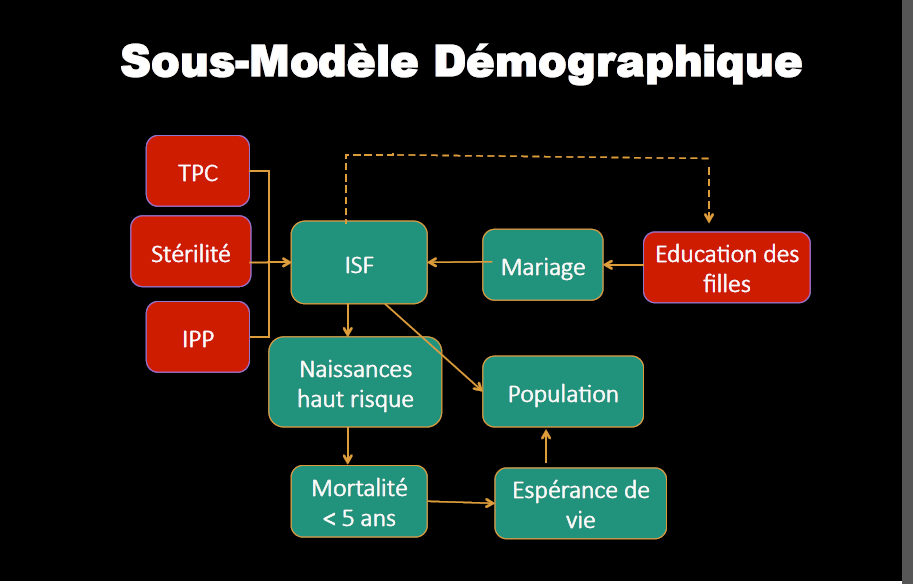 Sous-Modèle Démographique
TPC
Stérilité
IPP
ISF
Mariage
Education des
filles
Naissances
haut risque
Population
Mortalité
< 5 ans
Espérance de
vie